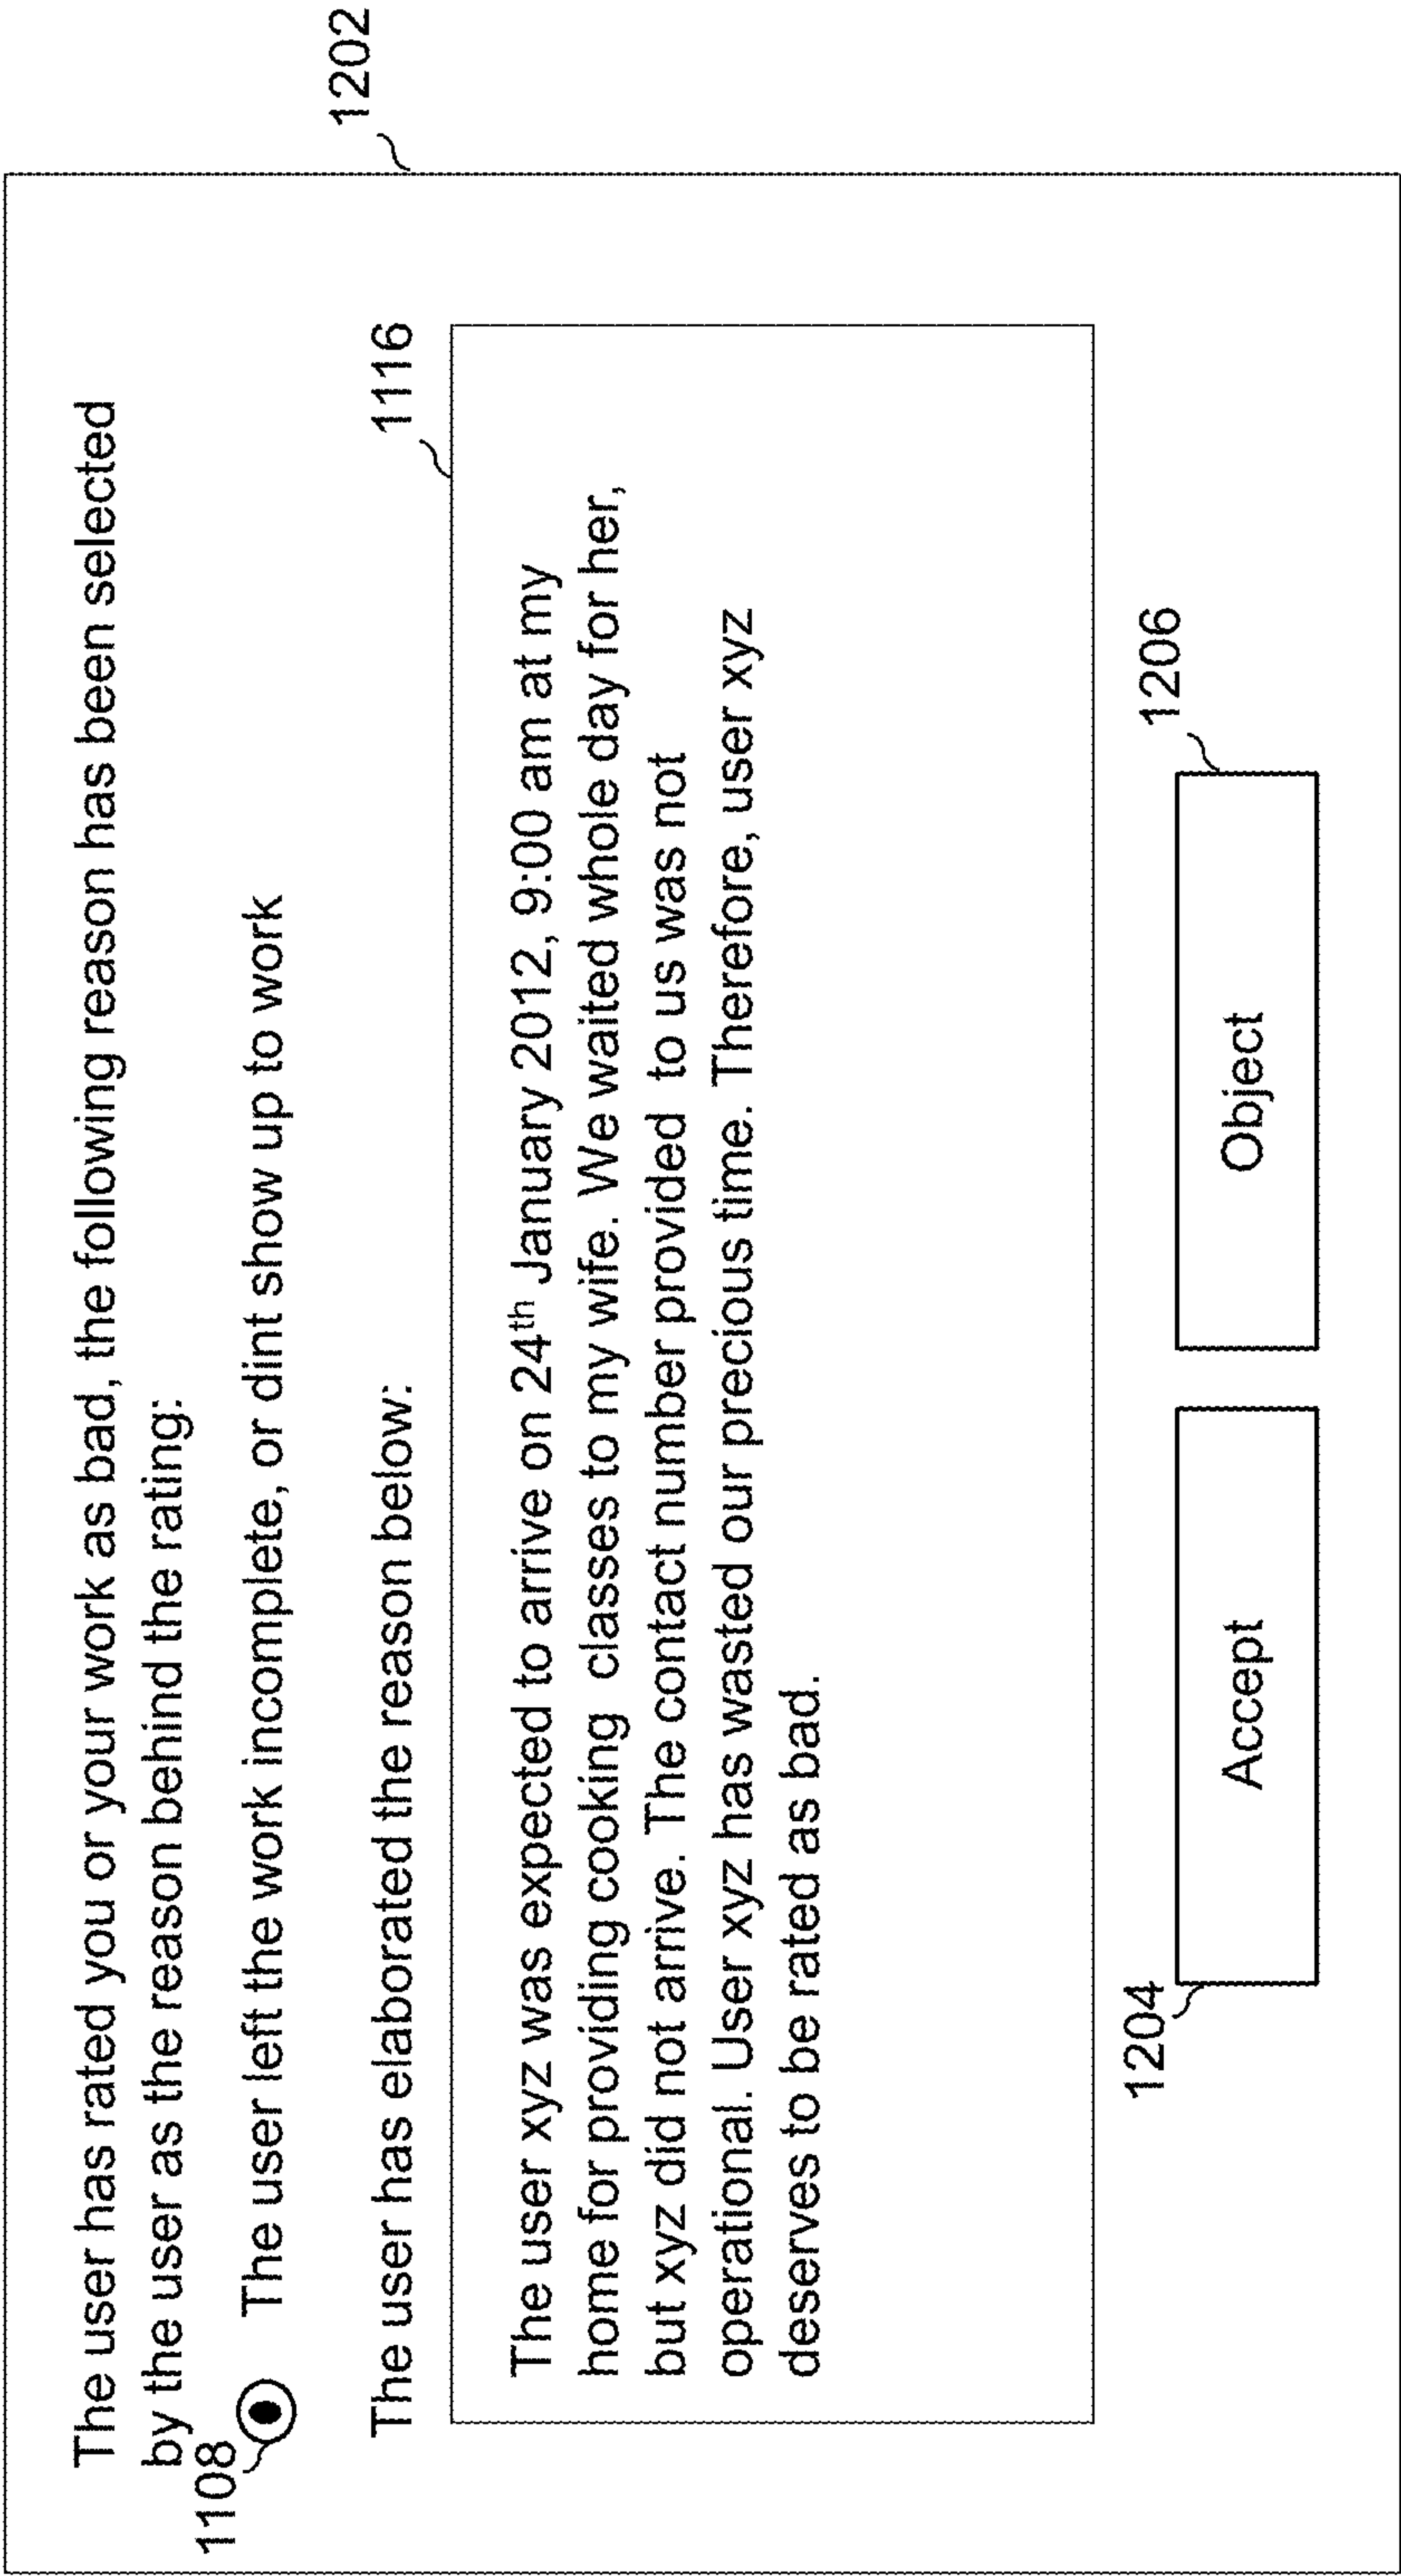 1202
The user has rated you or your work as bad, the following reason has been selected
by the user as the reason behind the rating:
1108
The user left the work incomplete, or dint show up to work
The user has elaborated the reason below:
1116
The user xyz was expected to arrive on 24th January 2012, 9:00 am at my
home for providing cooking classes to my wife. We waited whole day for her,
but xyz did not arrive. The contact number provided to us was not
operational. User xyz has wasted our precious time. Therefore, user xyz
deserves to be rated as bad.
1204
Accept
Object
1206